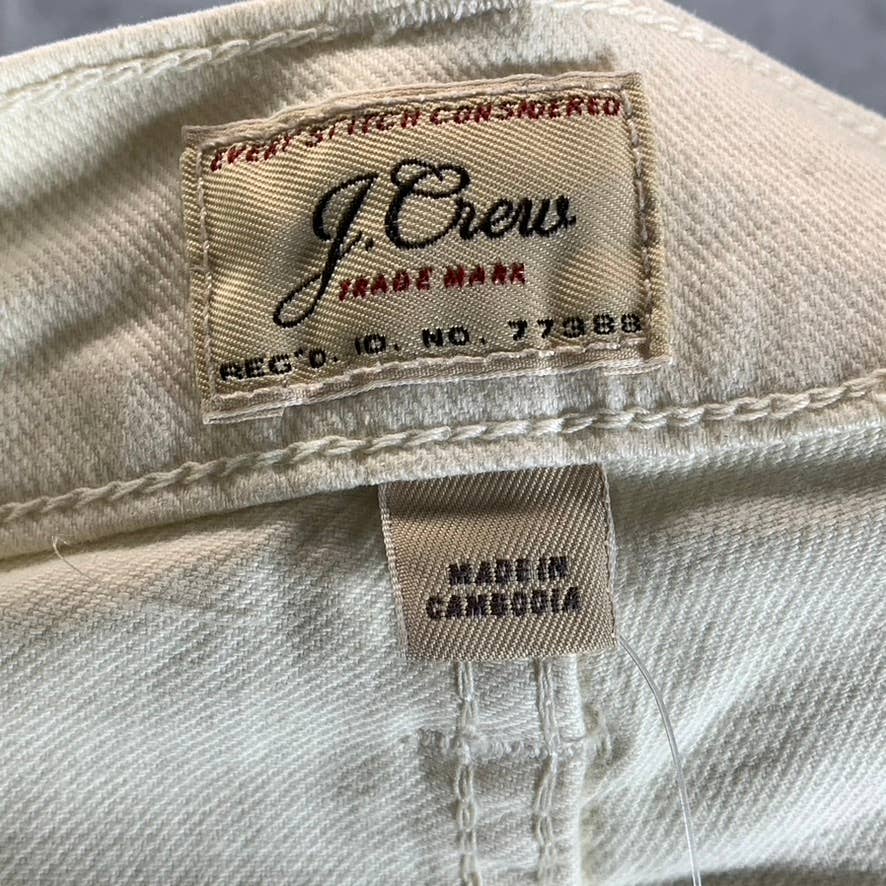 EVERY STITCH CONSIDERED
J.Crew
TRADE MARK
REG'D. ID. NO. 77388
MADE IN
CAMBODIA